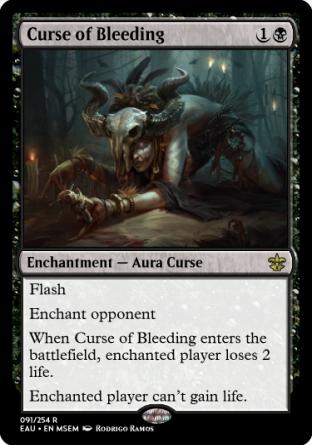 Curse of Bleeding 1
Enchantment — Aura Curse
Flash
Enchant opponent
When Curse of Bleeding enters the
battlefield, enchanted player loses 2
life.
Enchanted player can't gain life.
091/254 R
EAU • EN MSEM Rodrigo Ramos